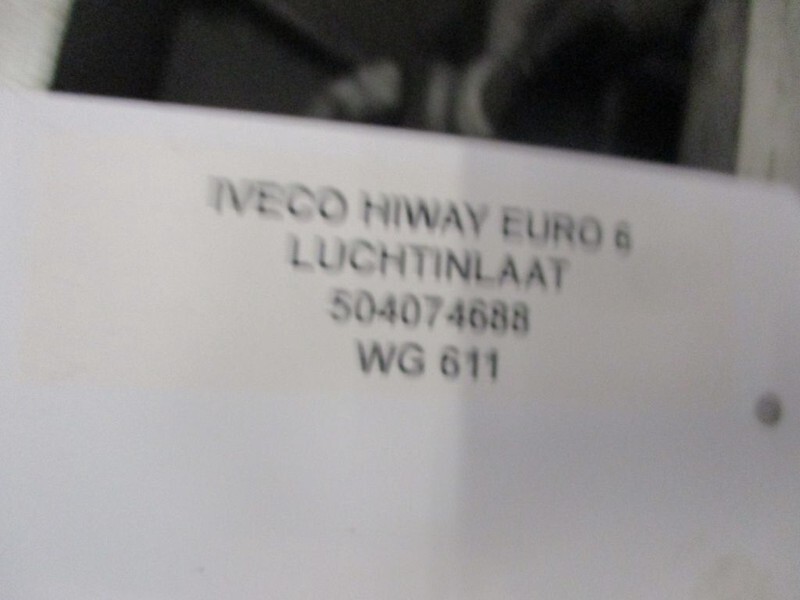 IVECO HIWAY EURO 6
LUCHTINLAAT
504074688
WG 611